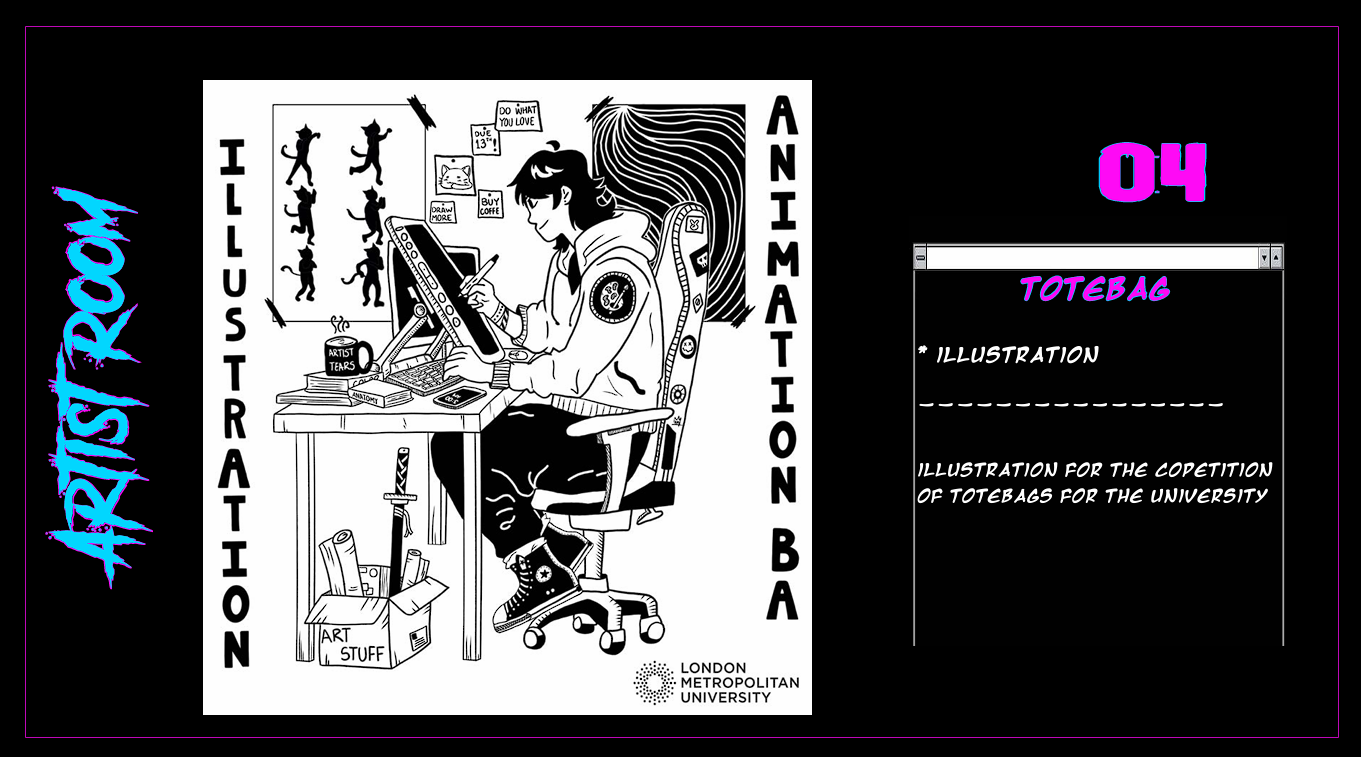 ARTIST ROOM
ILLUSTRATION
ANIMATION BA
DO WHAT
YOU LOVE
DUE
13TH!
DRAW
MORE
BUY
COFFE
ARTIST
TEARS
ANATOMY
ART
STUFF
LONDON
METROPOLITAN
UNIVERSITY
04
TOTEBAG
* ILLUSTRATION
----------------
ILLUSTRATION FOR THE COPETITION
OF TOTEBAGS FOR THE UNIVERSITY